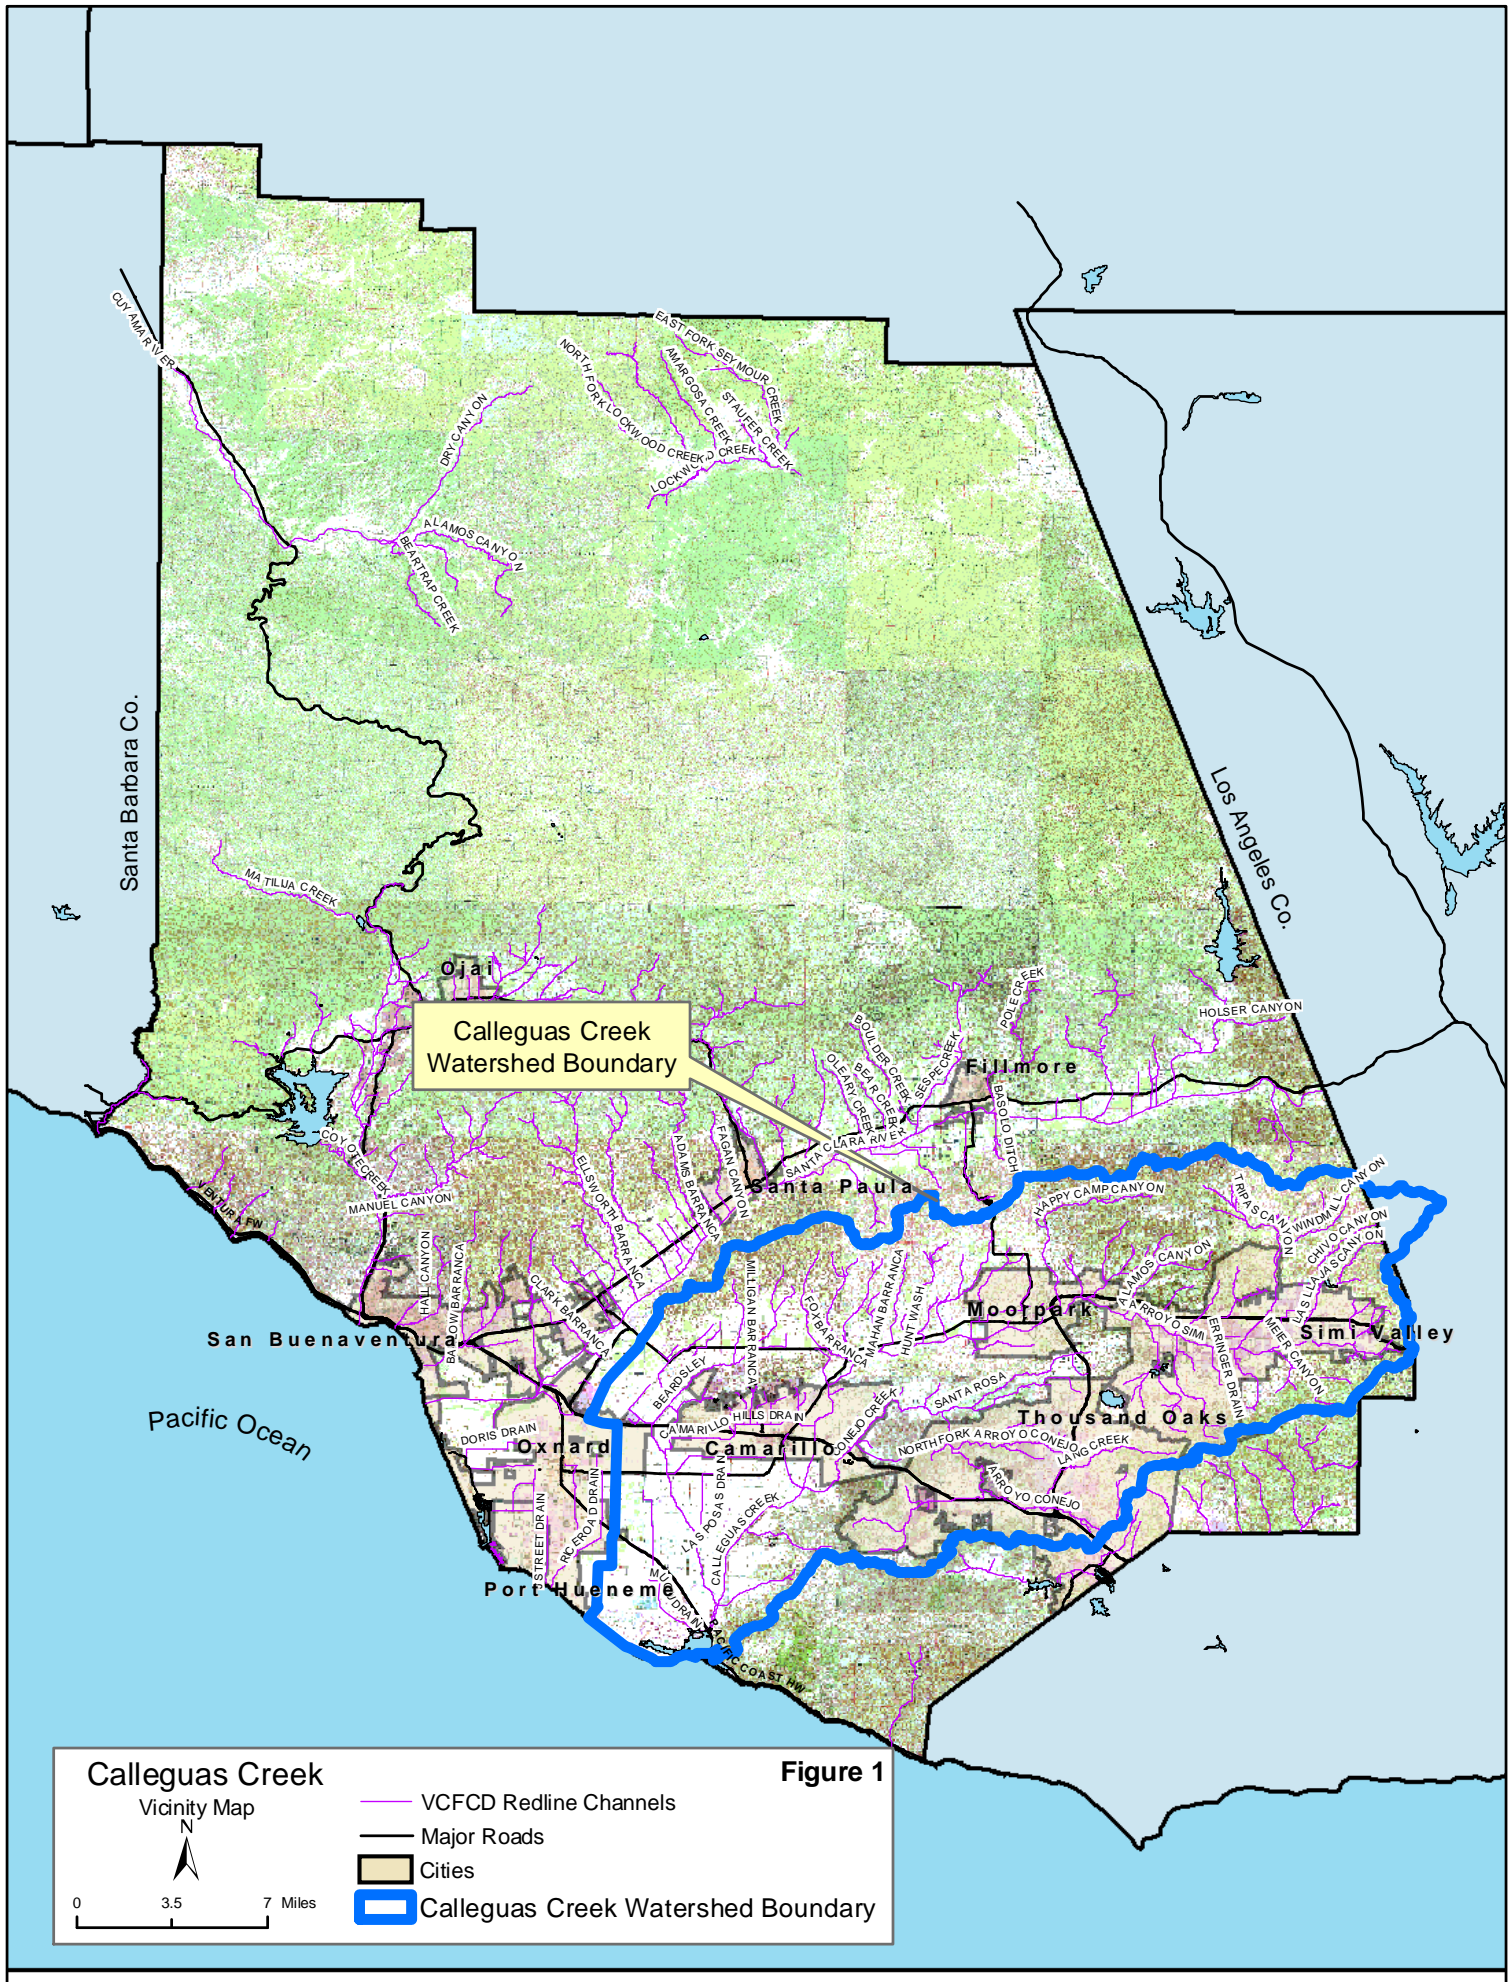 CUYAMA RIVER
EAST FORK SEYMOUR CREEK
NORTH FORK LOCKWOOD CREEK
AMARGOSA CREEK
STAUFER CREEK
DRY CANYON
LOCKWOOD CREEK
ALAMOS CANYON
BEARTRAP CREEK
Santa Barbara Co.
Los Angeles Co.
MATILIJA CREEK
Ojai
POLE CREEK
HOLSER CANYON
Calleguas Creek
Watershed Boundary
BOULDER CREEK
BEAR CREEK
OLEARY CREEK
SESPE CREEK
Fillmore
BASOLO DITCH
SANTA CLARA RIVER
COYOTE CREEK
ADAMS BARRANCA
FAGAN CANYON
ELLSWORTH BARRANCA
Santa Paula
VENTURA FW
MANUEL CANYON
HAPPY CAMP CANYON
TRIPAS CANYON
WINDMILL CANYON
CHIVO CANYON
LAS LLAJAS CANYON
HALL CANYON
BARLOW BARRANCA
CLARK BARRANCA
MILLIGAN BARRANCA
FOX BARRANCA
MAHAN BARRANCA
HUNT WASH
ALAMOS CANYON
Moorpark
ARROYO SIMI
ERRINGER DRAIN
MEIER CANYON
Simi Valley
San Buenaventura
BEARDSLEY
SANTA ROSA
CONEJO CREEK
Pacific Ocean
DORIS DRAIN
CAMARILLO HILLS DRAIN
Thousand Oaks
Oxnard
Camarillo
NORTH FORK ARROYO CONEJO
LANG CREEK
ARROYO CONEJO
J STREET DRAIN
RICE ROAD DRAIN
LAS POSAS DRAIN
CALLEGUAS CREEK
Port Hueneme
MUGU DRAIN
PACIFIC COAST HW
Calleguas Creek
Vicinity Map
N
0 3.5 7 Miles
Figure 1
VCFCD Redline Channels
Major Roads
Cities
Calleguas Creek Watershed Boundary